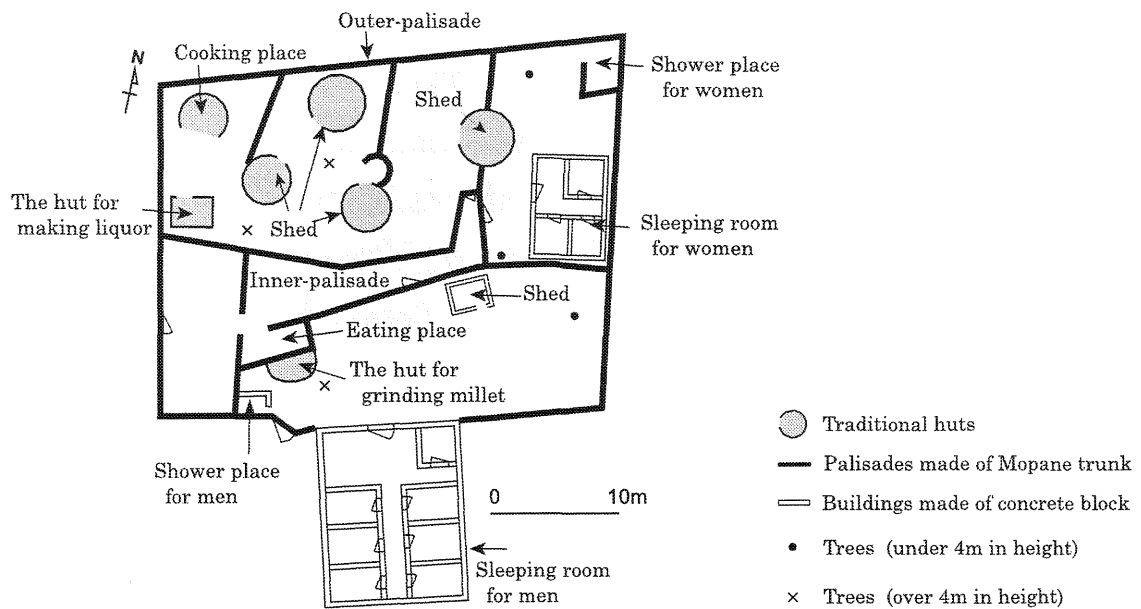 Outer-palisade
Cooking place
N
Shed
Shower place
for women
The hut for
making liquor
Shed
Sleeping room
for women
Inner-palisade
Shed
Eating place
The hut for
grinding millet
Shower place
for men
0 10m
Sleeping room
for men
Traditional huts
Palisades made of Mopane trunk
Buildings made of concrete block
Trees (under 4m in height)
Trees (over 4m in height)